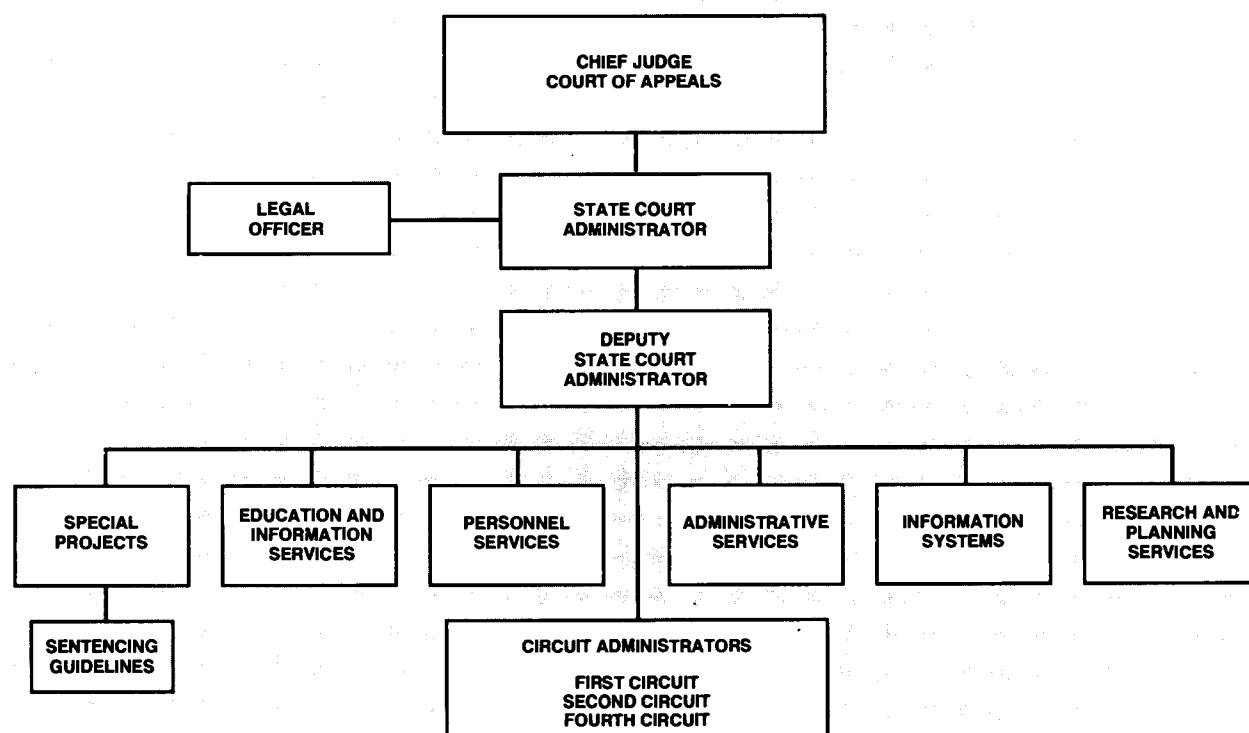 CHIEF JUDGE
COURT OF APPEALS
LEGAL
OFFICER
STATE COURT
ADMINISTRATOR
DEPUTY
STATE COURT
ADMINISTRATOR
SPECIAL
PROJECTS
EDUCATION AND
INFORMATION
SERVICES
PERSONNEL
SERVICES
ADMINISTRATIVE
SERVICES
INFORMATION
SYSTEMS
RESEARCH AND
PLANNING
SERVICES
SENTENCING
GUIDELINES
CIRCUIT ADMINISTRATORS
FIRST CIRCUIT
SECOND CIRCUIT
FOURTH CIRCUIT